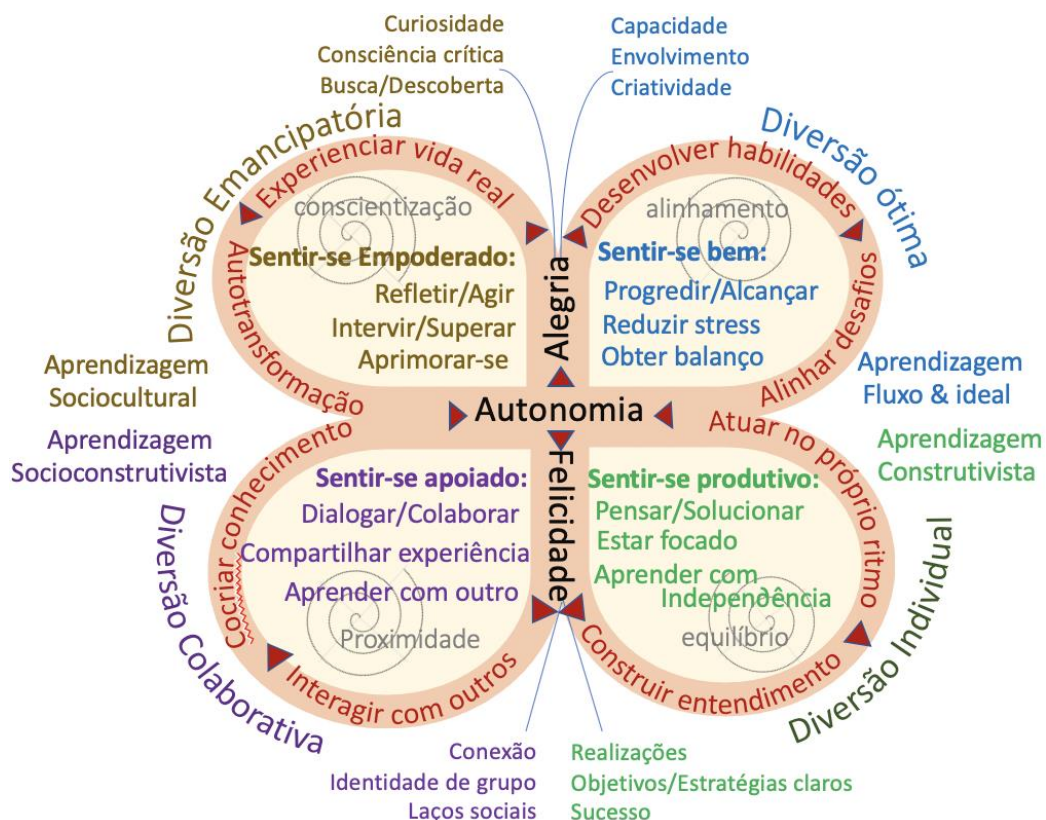 Curiosidade
Consciência crítica
Busca/Descoberta
Capacidade
Envolvimento
Criatividade
Diversão Emancipatória
Experienciar vida real
Autotransformação
conscientização
Sentir-se Empoderado:
Refletir/Agir
Intervir/Superar
Aprimorar-se
Aprendizagem
Sociocultural
Diversão ótima
Desenvolver habilidades
Alinhar desafios
alinhamento
Sentir-se bem:
Progredir/Alcançar
Reduzir stress
Obter balanço
Aprendizagem
Fluxo & ideal
Alegria
Autonomia
Felicidade
Aprendizagem
Socioconstrutivista
Diversão Colaborativa
Cocriar conhecimento
Interagir com outros
Sentir-se apoiado:
Dialogar/Colaborar
Compartilhar experiência
Aprender com outro
Proximidade
Aprendizagem
Construtivista
Diversão Individual
Atuar no próprio ritmo
Construir entendimento
Sentir-se produtivo:
Pensar/Solucionar
Estar focado
Aprender com
Independência
equilíbrio
Conexão
Identidade de grupo
Laços sociais
Realizações
Objetivos/Estratégias claros
Sucesso